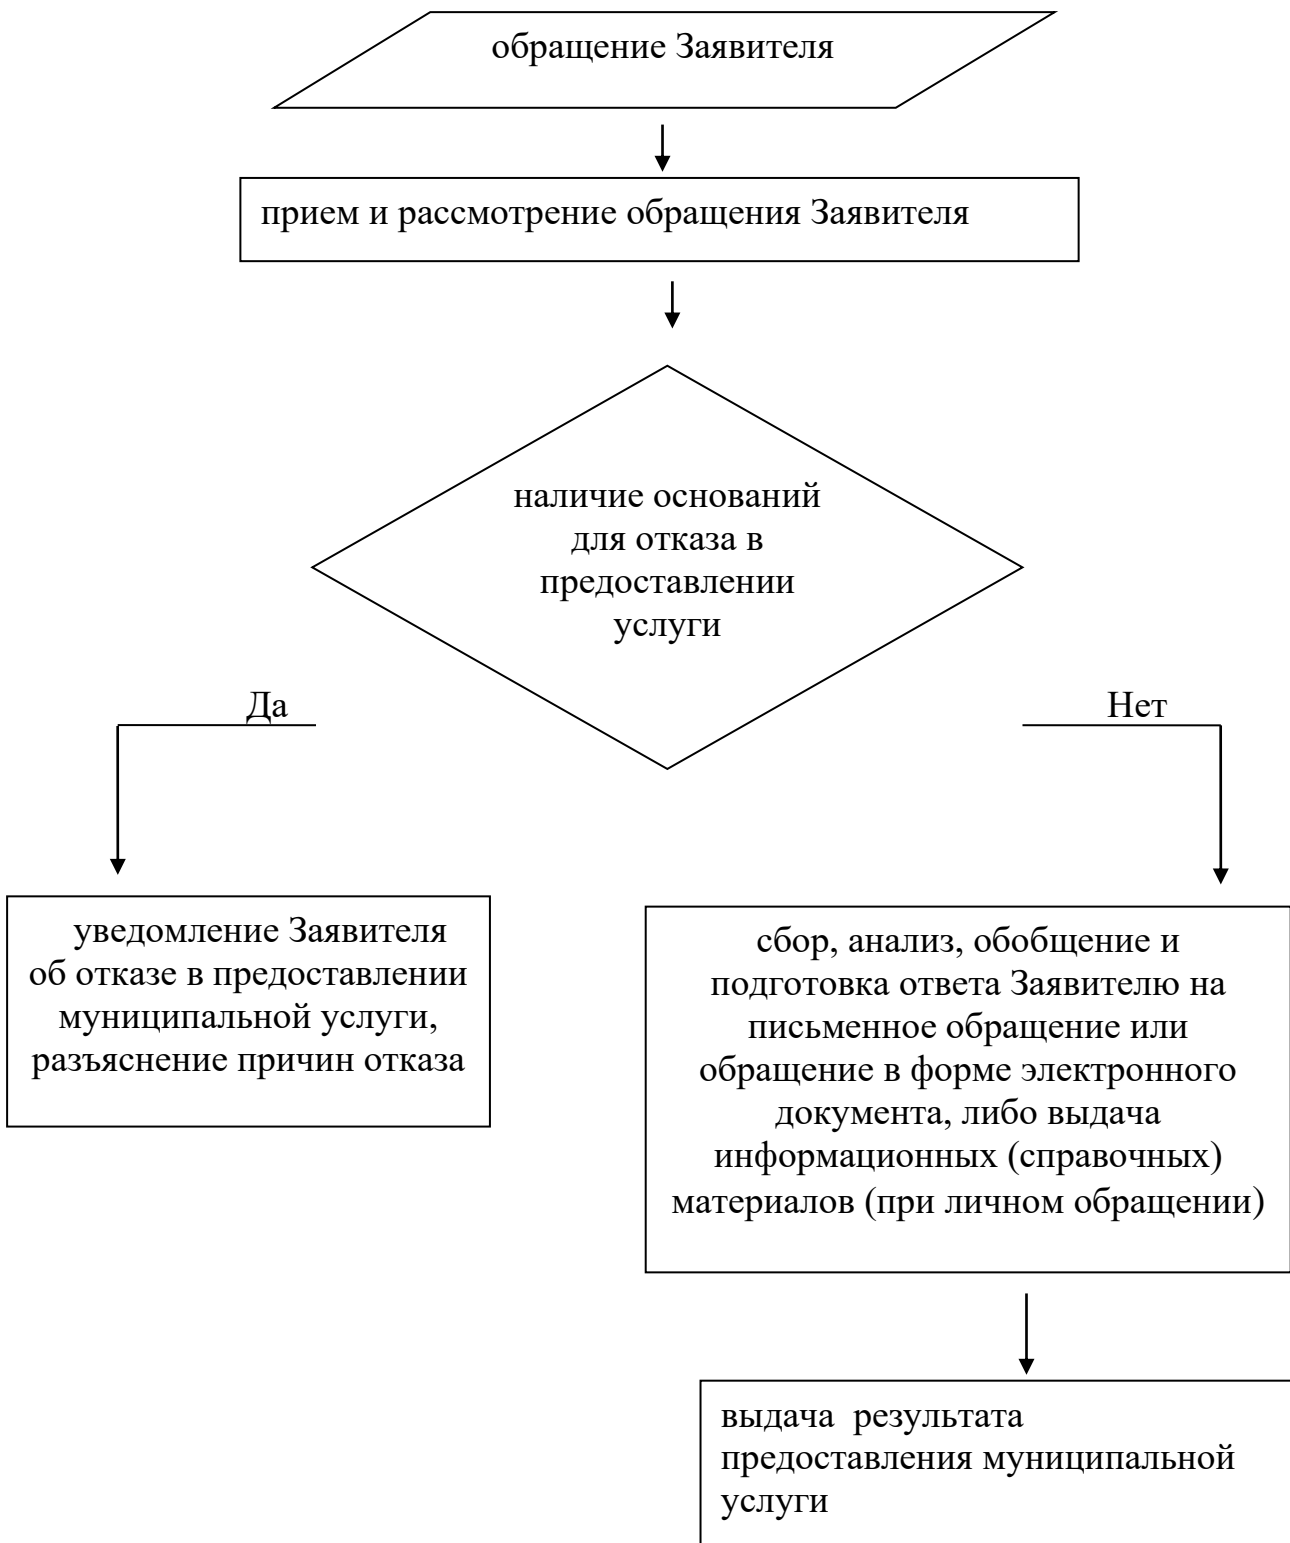 обращение Заявителя
прием и рассмотрение обращения Заявителя
наличие оснований
для отказа в
предоставлении
услуги
Да
Нет
уведомление Заявителя
об отказе в предоставлении
муниципальной услуги,
разъяснение причин отказа
сбор, анализ, обобщение и
подготовка ответа Заявителю на
письменное обращение или
обращение в форме электронного
документа, либо выдача
информационных (справочных)
материалов (при личном обращении)
выдача  результата
предоставления муниципальной
услуги